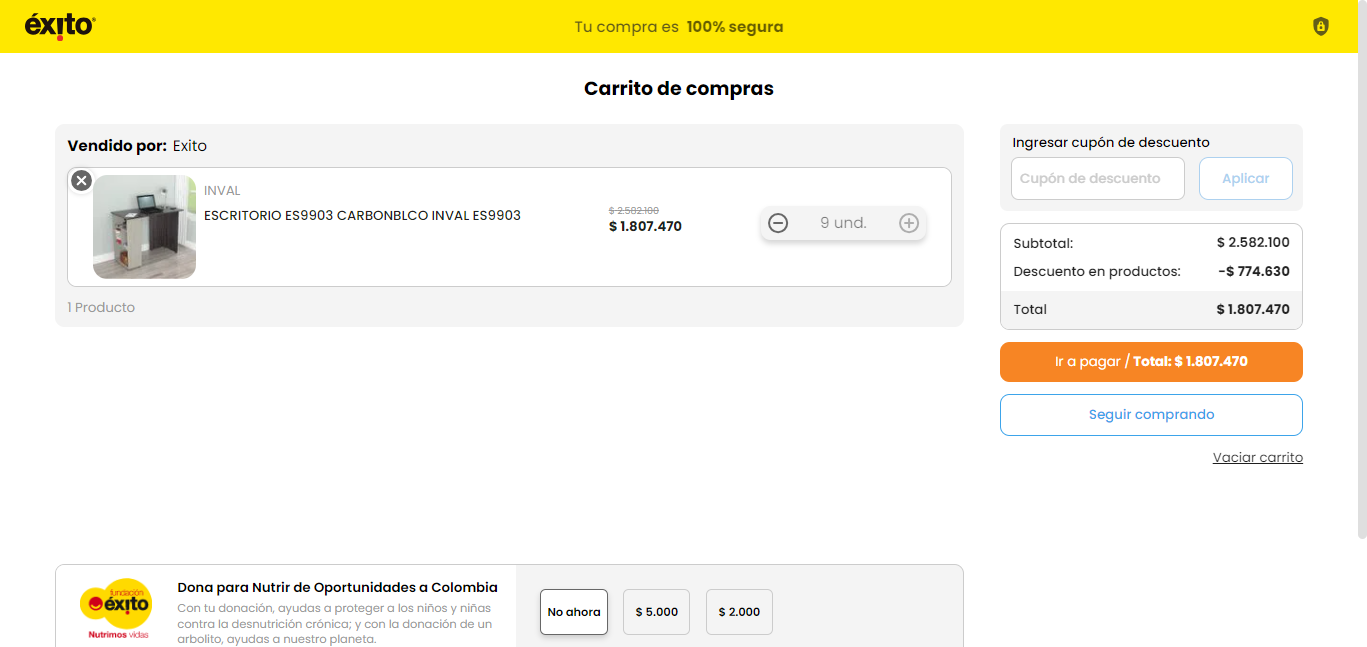 éxito
Tu compra es 100% segura
Carrito de compras
Vendido por: Exito
INVAL
ESCRITORIO ES9903 CARBONBLCO INVAL ES9903
$ 2.582.100
$ 1.807.470
9 und.
1 Producto
Ingresar cupón de descuento
Cupón de descuento
Aplicar
Subtotal: $ 2.582.100
Descuento en productos: -$ 774.630
Total $ 1.807.470
Ir a pagar / Total: $ 1.807.470
Seguir comprando
Vaciar carrito
fundación
éxito
Nutrimos vidas
Dona para Nutrir de Oportunidades a Colombia
Con tu donación, ayudas a proteger a los niños y niñas
contra la desnutrición crónica; y con la donación de un
arbolito, ayudas a nuestro planeta.
No ahora
$ 5.000
$ 2.000